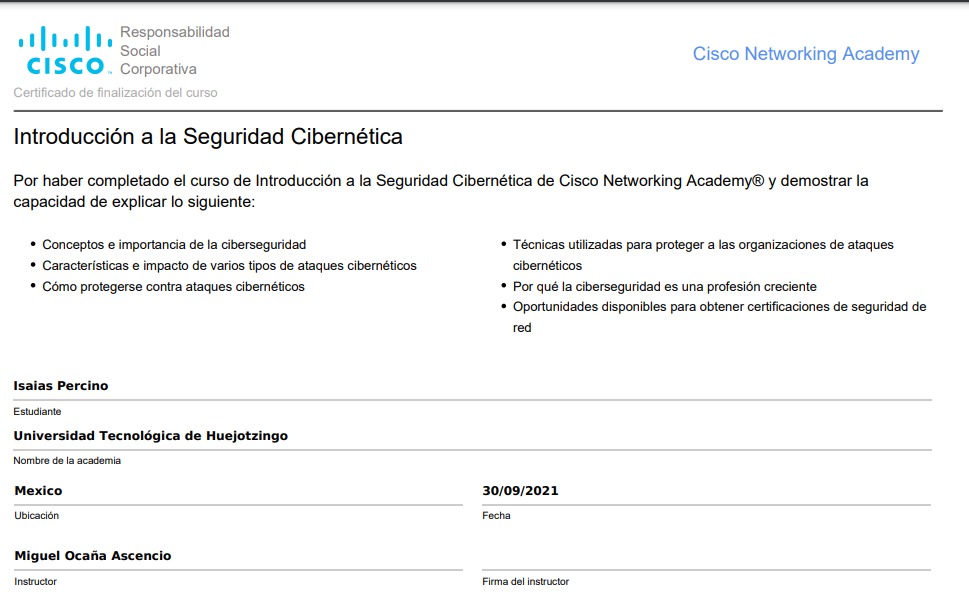 Responsabilidad
Social
CISCO™ Corporativa
Cisco Networking Academy
Certificado de finalización del curso
Introducción a la Seguridad Cibernética
Por haber completado el curso de Introducción a la Seguridad Cibernética de Cisco Networking Academy® y demostrar la
capacidad de explicar lo siguiente:
• Conceptos e importancia de la ciberseguridad
• Características e impacto de varios tipos de ataques cibernéticos
• Cómo protegerse contra ataques cibernéticos
• Técnicas utilizadas para proteger a las organizaciones de ataques
cibernéticos
• Por qué la ciberseguridad es una profesión creciente
• Oportunidades disponibles para obtener certificaciones de seguridad de
red
Isaias Percino
Estudiante
Universidad Tecnológica de Huejotzingo
Nombre de la academia
Mexico
Ubicación
30/09/2021
Fecha
Miguel Ocaña Ascencio
Instructor
Firma del instructor